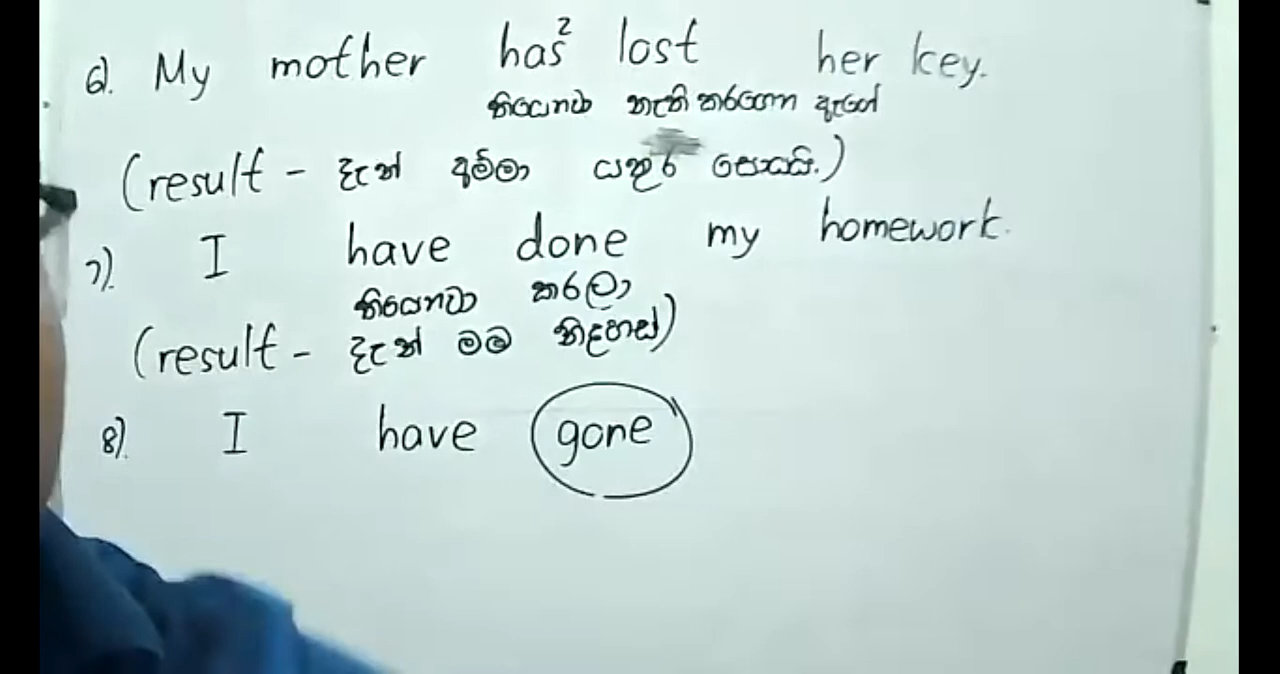 6). My mother has² lost her key.
තියෙනවා නැති කරගෙන ඇගේ
(result - දැන් අම්මා යතුර සොයයි.)
7). I have done my homework.
තියෙනවා කරලා
(result - දැන් මම නිදහස්)
8). I have gone